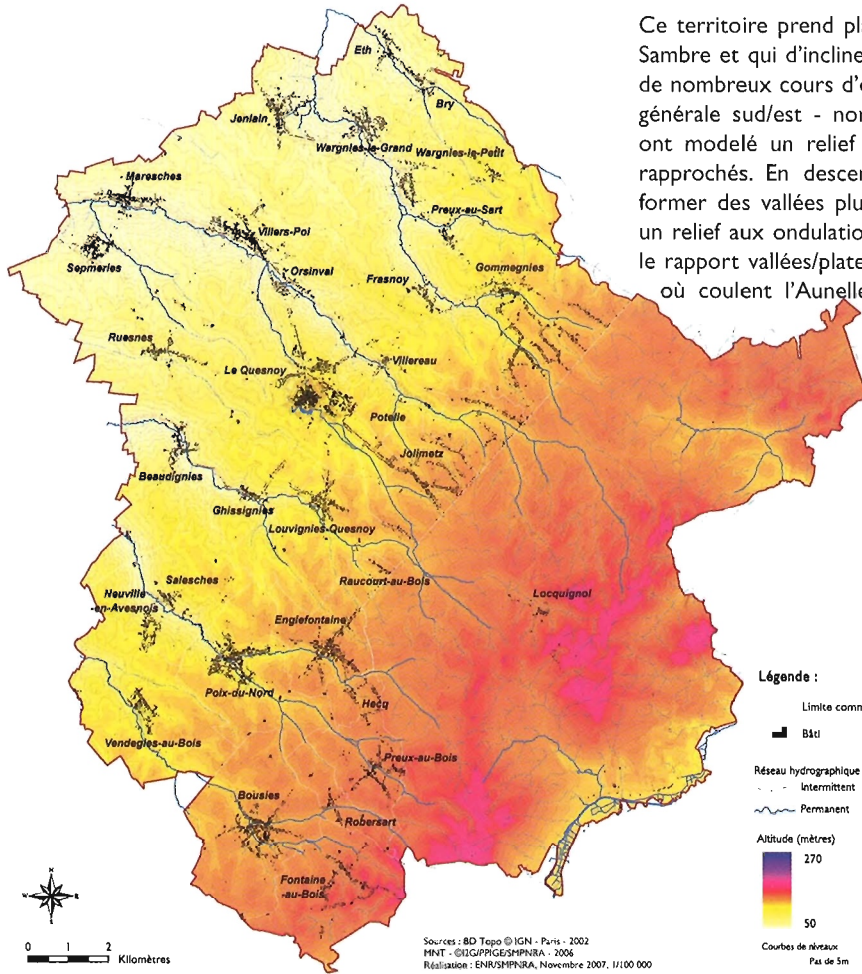 Ce territoire prend pl
Sambre et qui d'incline
de nombreux cours d'
générale sud/est - nor
ont modelé un relief
rapprochés. En descen
former des vallées plu
un relief aux ondulatio
le rapport vallées/plate
où coulent l'Aunelle
Eth
Bry
Jenlain
Wargnies-le-Grand
Wargnies-le-Petit
Maresches
Preux-au-Sart
Villers-Pol
Sepmeries
Orsinval
Gommegnies
Frasnoy
Ruesnes
Le Quesnoy
Villereau
Potelle
Jolimetz
Beaudignies
Ghissignies
Louvignies-Quesnoy
Raucourt-au-Bois
Salesches
Neuville
-en-Avesnois
Locquignol
Englefontaine
Poix-du-Nord
Hecq
Vendegies-au-Bois
Preux-au-Bois
Bousies
Robersart
Fontaine
-au-Bois
Légende :
Limite comm
Bâti
Réseau hydrographique
Intermittent
Permanent
Altitude (mètres)
270
50
Courbes de niveaux
Pas de 5m
N
W
S
0 1 2 Kilomètres
Sources : BD Topo © IGN - Paris - 2002
MNT - ©I2G/PPIGE/SMPNRA - 2006
Réalisation : ENR/SMPNRA, Novembre 2007, 1/100 000